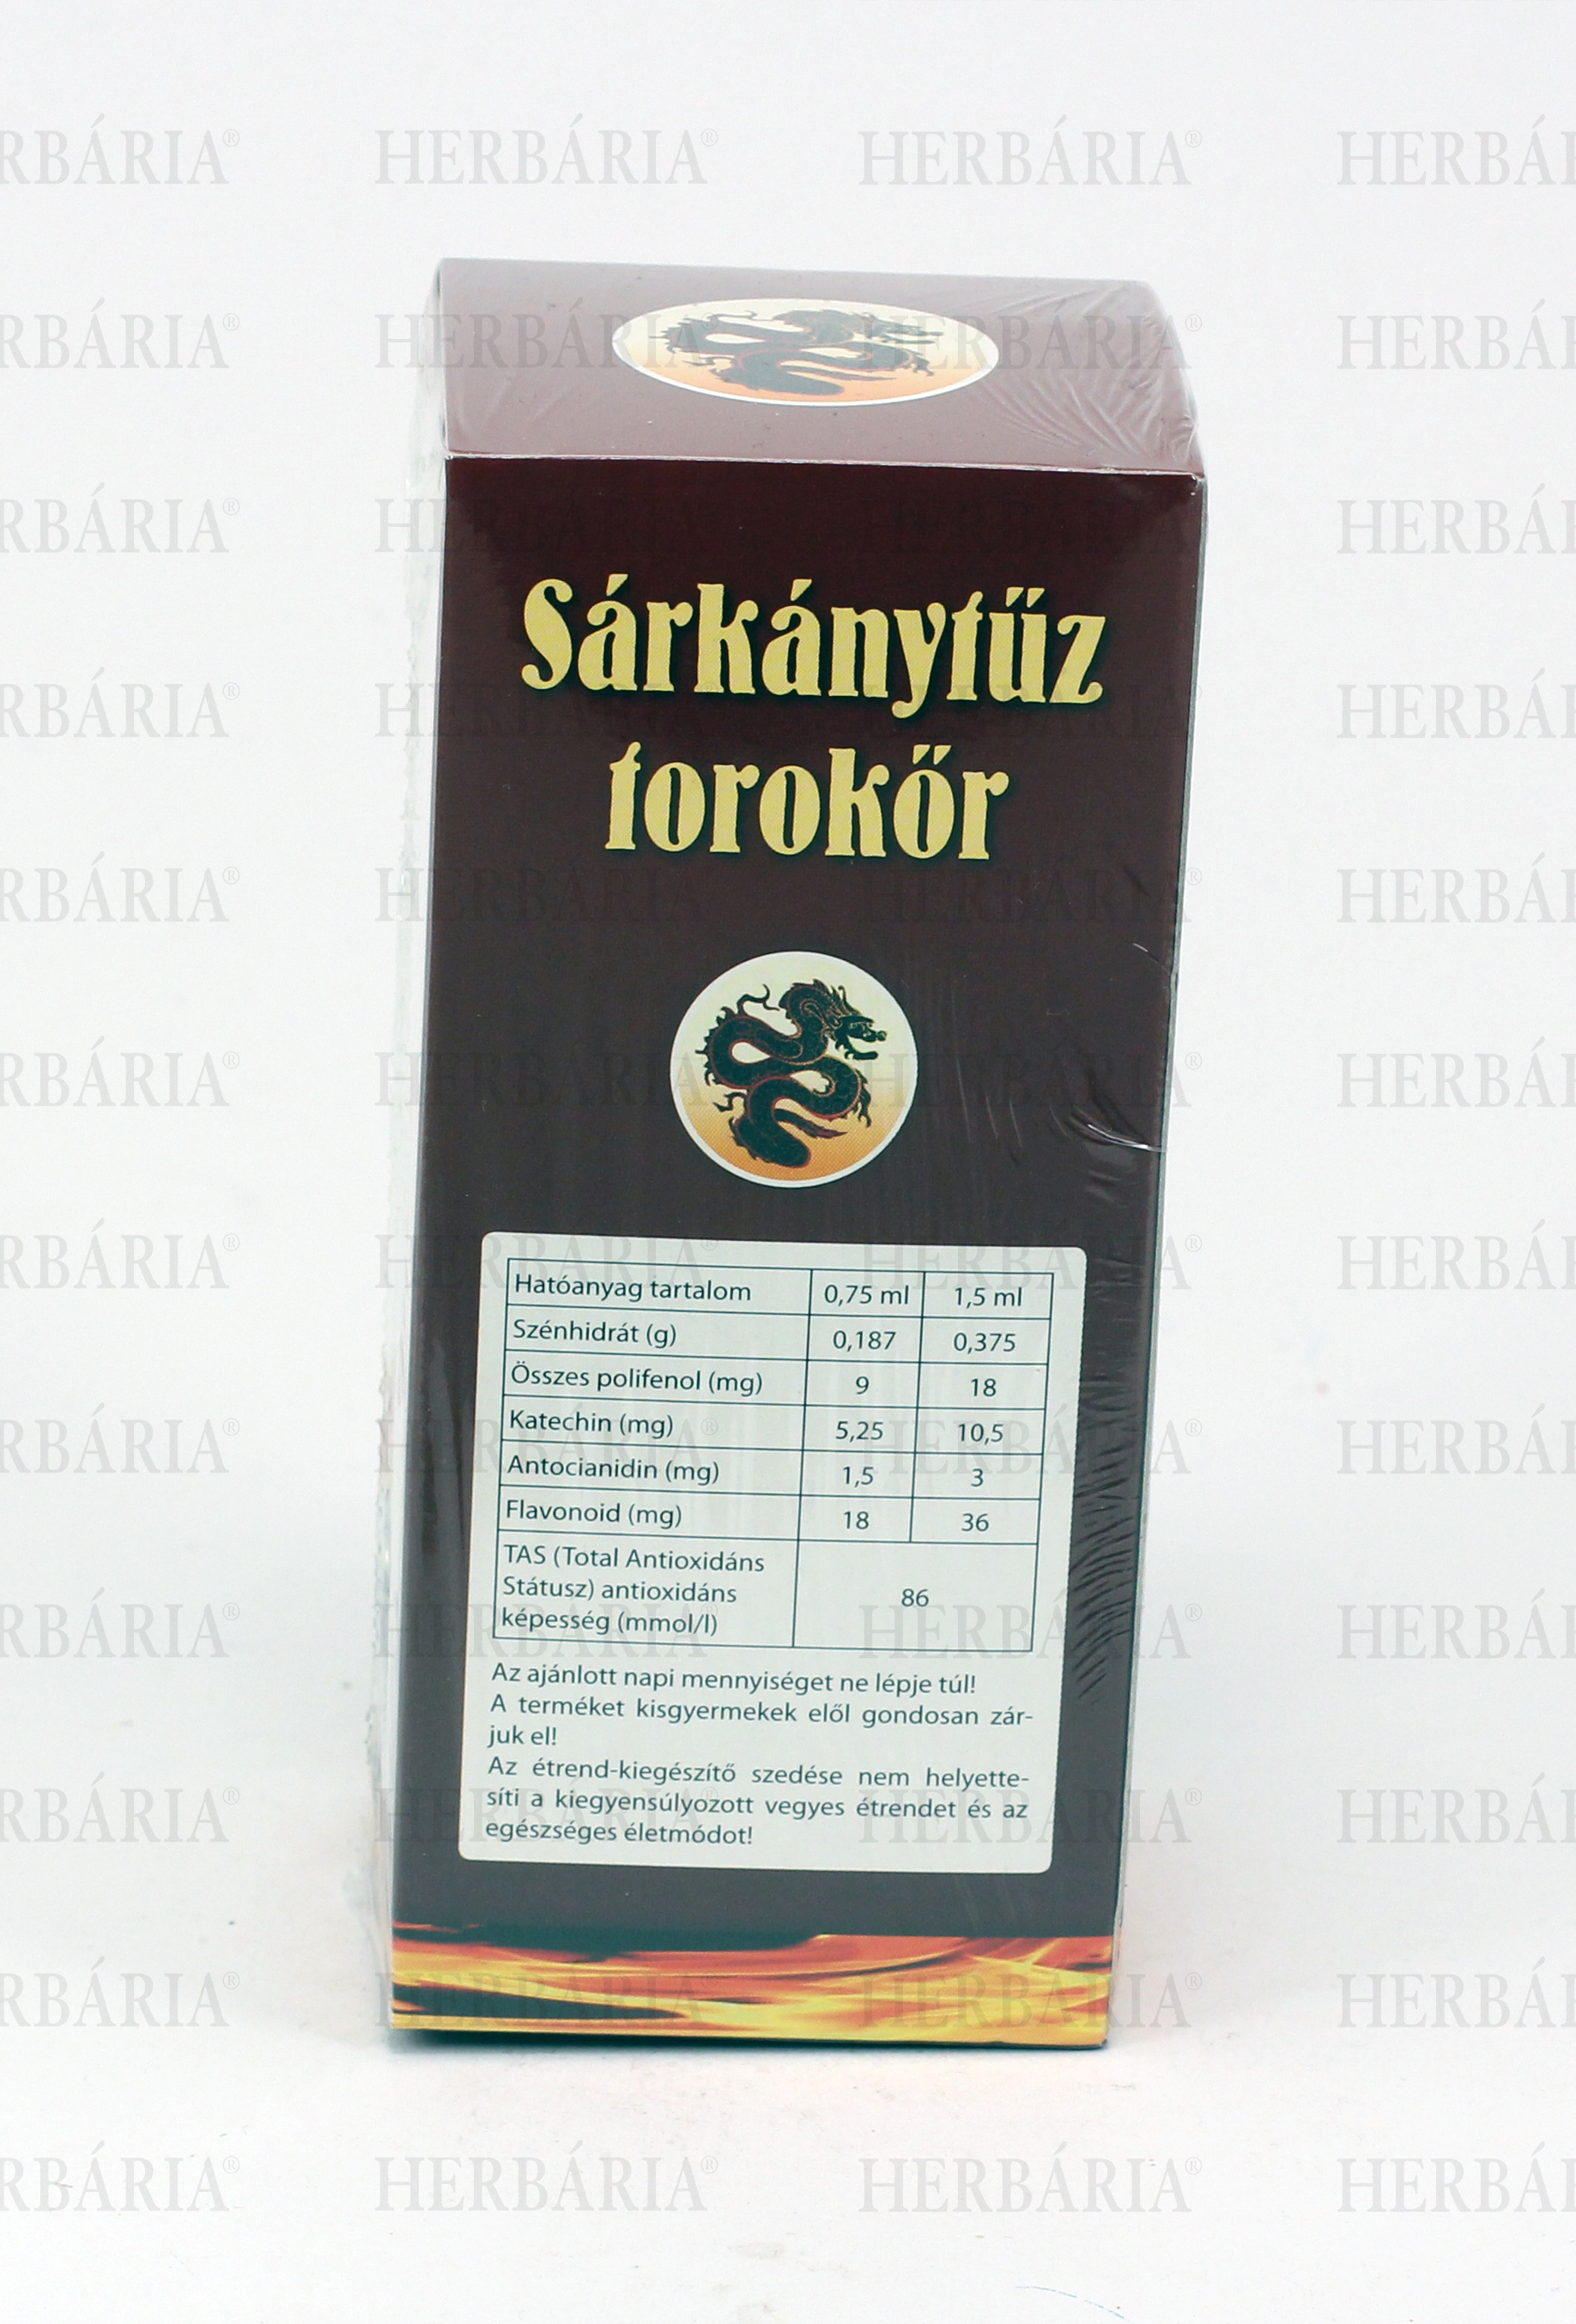 HERBÁRIA®
Sárkánytűz
torokőr
Hatóanyag tartalom 0,75 ml 1,5 ml
Szénhidrát (g) 0,187 0,375
Összes polifenol (mg) 9 18
Katechin (mg) 5,25 10,5
Antocianidin (mg) 1,5 3
Flavonoid (mg) 18 36
TAS (Total Antioxidáns
Státusz) antioxidáns
képesség (mmol/l) 86
Az ajánlott napi mennyiséget ne lépje túl!
A terméket kisgyermekek elől gondosan zár-
juk el!
Az étrend-kiegészítő szedése nem helyette-
síti a kiegyensúlyozott vegyes étrendet és az
egészséges életmódot!